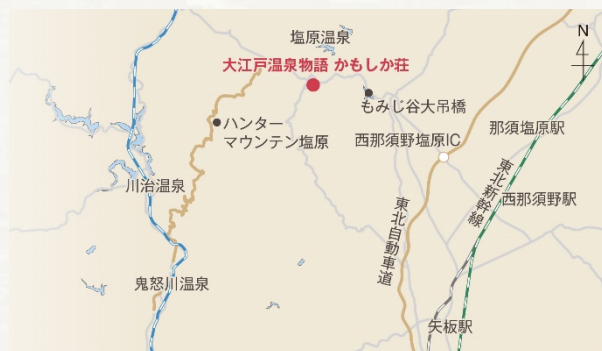 塩原温泉
N
大江戸温泉物語 かもしか荘
もみじ谷大吊橋
ハンター
マウンテン塩原
西那須野塩原IC
那須塩原駅
東北新幹線
西那須野駅
川治温泉
東北自動車道
鬼怒川温泉
矢板駅